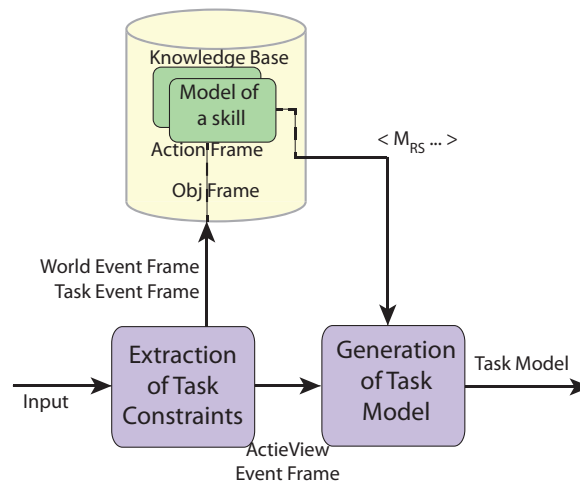 Knowledge Base
Model of
a skill
Action Frame
Obj Frame
< M_RS ... >
World Event Frame
Task Event Frame
Extraction
of Task
Constraints
Generation
of Task
Model
Input
Task Model
ActieView
Event Frame